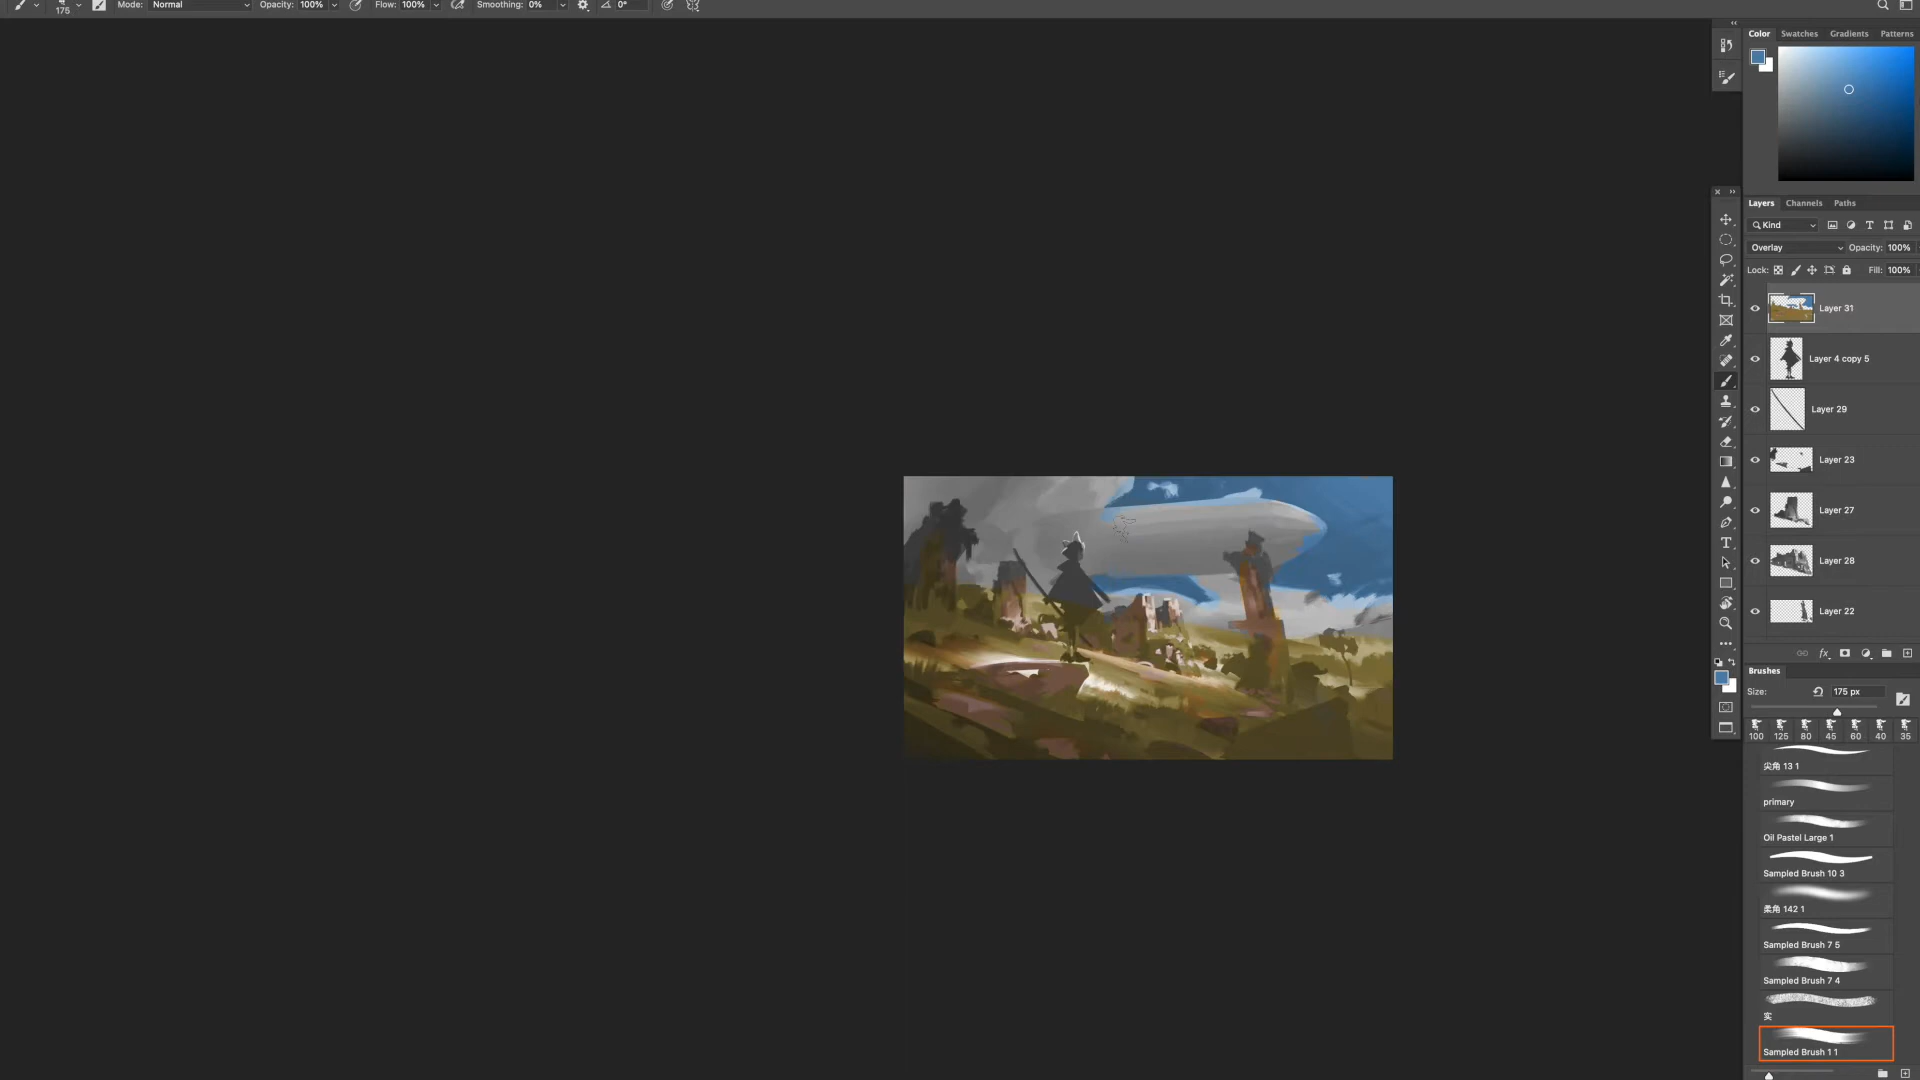 175 Mode: Normal Opacity: 100% Flow: 100% Smoothing: 0% 0°
Color Swatches Gradients Patterns
Layers Channels Paths
Kind
Overlay Opacity: 100%
Lock: Fill: 100%
Layer 31
Layer 4 copy 5
Layer 29
Layer 23
Layer 27
Layer 28
Layer 22
fx
Brushes
Size: 175 px
100 125 80 45 60 40 35
尖角 13 1
primary
Oil Pastel Large 1
Sampled Brush 10 3
柔角 142 1
Sampled Brush 7 5
Sampled Brush 7 4
实
Sampled Brush 1 1